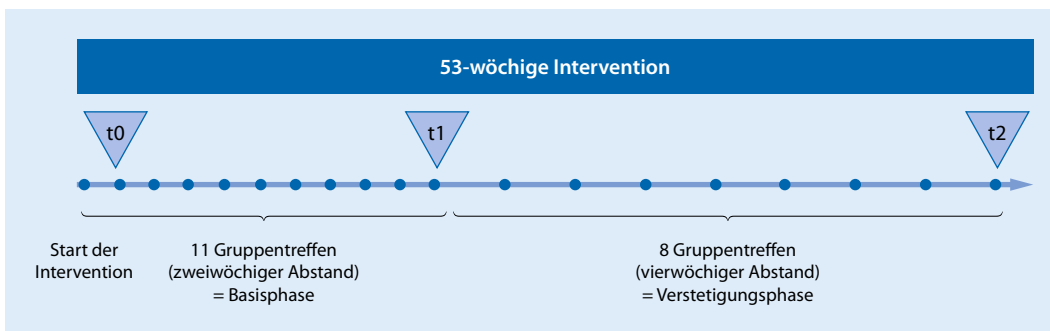 53-wöchige Intervention
t0
t1
t2
Start der
Intervention
11 Gruppentreffen
(zweiwöchiger Abstand)
= Basisphase
8 Gruppentreffen
(vierwöchiger Abstand)
= Verstetigungsphase